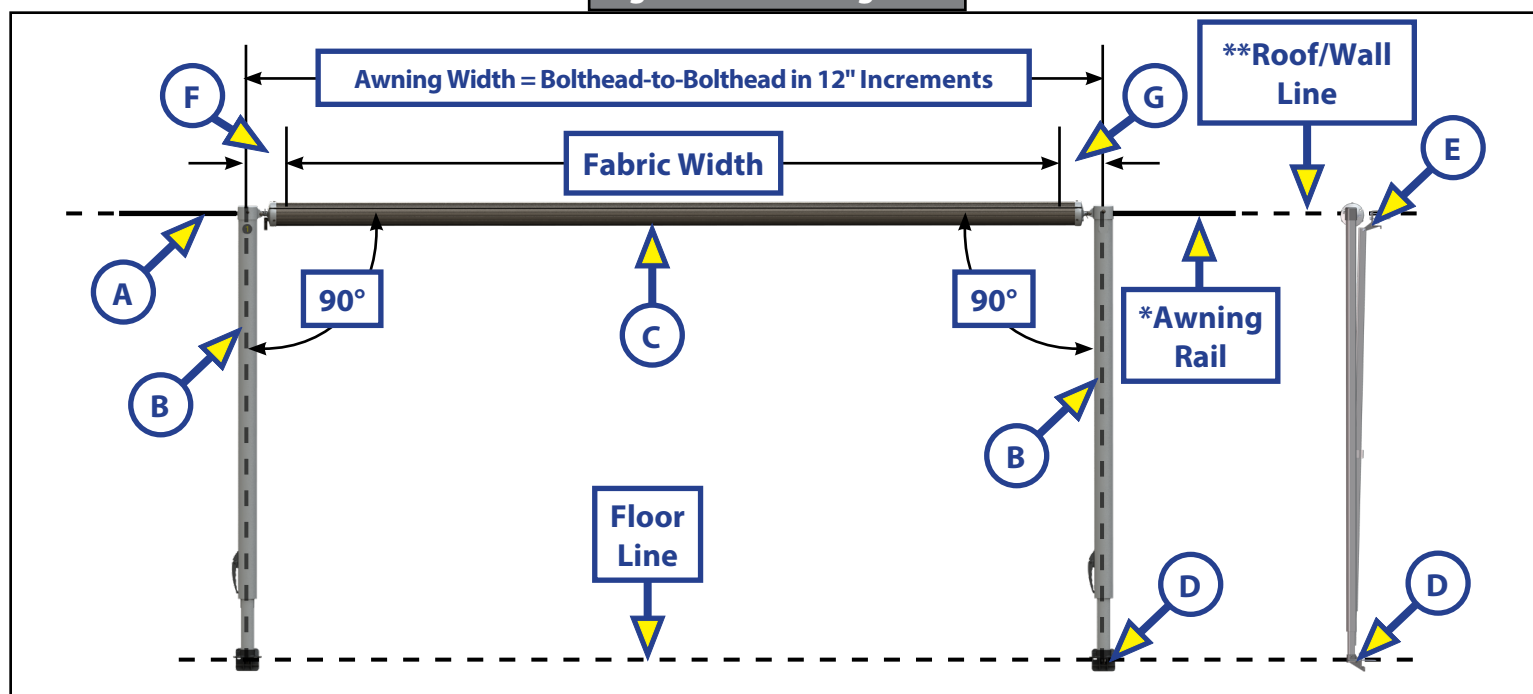 Awning Width = Bolthead-to-Bolthead in 12" Increments
**Roof/Wall
Line
F
G
E
Fabric Width
A
90°
90°
*Awning
Rail
C
B
B
Floor
Line
D
D